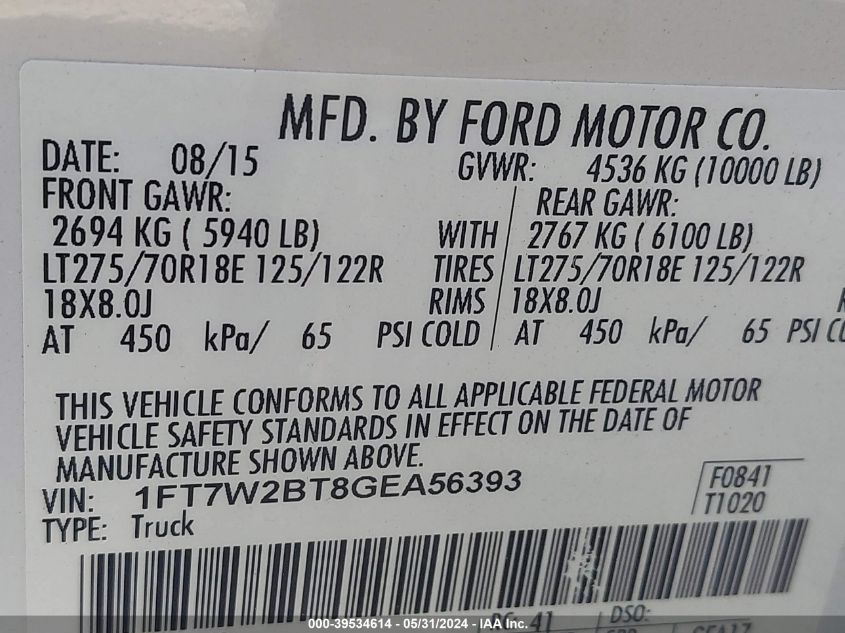 MFD. BY FORD MOTOR CO.
DATE: 08/15 GVWR: 4536 KG (10000 LB)
FRONT GAWR: REAR GAWR:
2694 KG ( 5940 LB) WITH 2767 KG ( 6100 LB)
LT275/70R18E 125/122R TIRES LT275/70R18E 125/122R
18X8.0J RIMS 18X8.0J
AT 450 kPa/ 65 PSI COLD AT 450 kPa/ 65 PSI
THIS VEHICLE CONFORMS TO ALL APPLICABLE FEDERAL MOTOR
VEHICLE SAFETY STANDARDS IN EFFECT ON THE DATE OF
MANUFACTURE SHOWN ABOVE.
VIN: 1FT7W2BT8GEA56393 F0841
TYPE: Truck T1020
41 DSO:
000-39534614 - 05/31/2024 - IAA Inc.